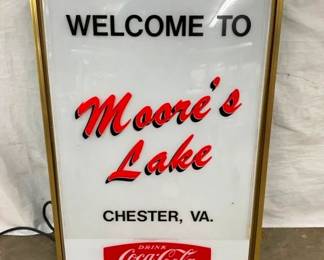 WELCOME TO
Moore's
Lake
CHESTER, VA.
DRINK
Coca-Cola